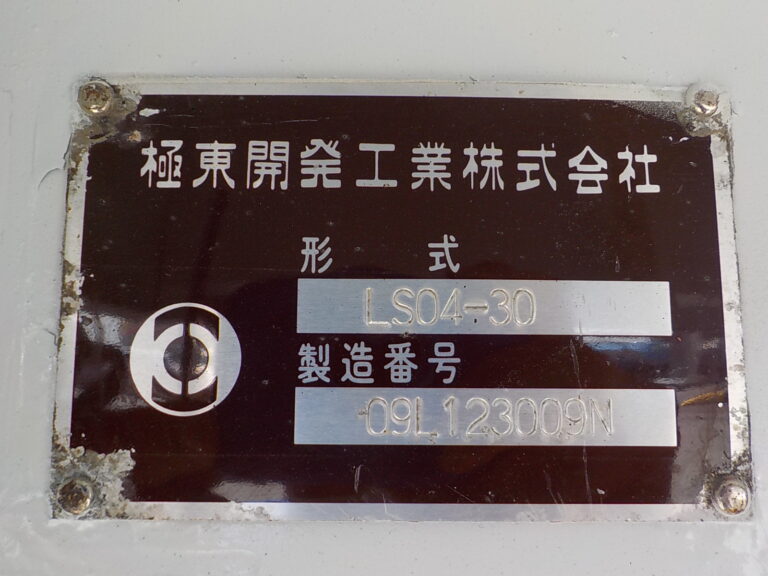 極東開発工業株式会社
形 式
LS04-30
製造番号
09L123009N